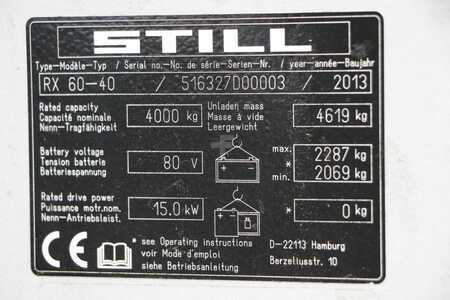 STILL
Type-Modèle-Typ / Serial no.-No. de série-Serien-Nr. / year-année-Baujahr
RX 60-40 / 516327D00003 / 2013
Rated capacity
Capacité nominale
Nenn-Tragfähigkeit
4000 kg
Unladen mass
Masse à vide
Leergewicht
4619 kg
Battery voltage
Tension batterie
Batteriespannung
80 V
max. 2287 kg
*
min. 2069 kg
Rated drive power
Puissance motr.nom.
Nenn-Antriebsleist.
15.0 kW
* 0 kg
CE
* see Operating instructions
voir Mode d'emploi
siehe Betriebsanleitung
D-22113 Hamburg
Berzeliusstr. 10